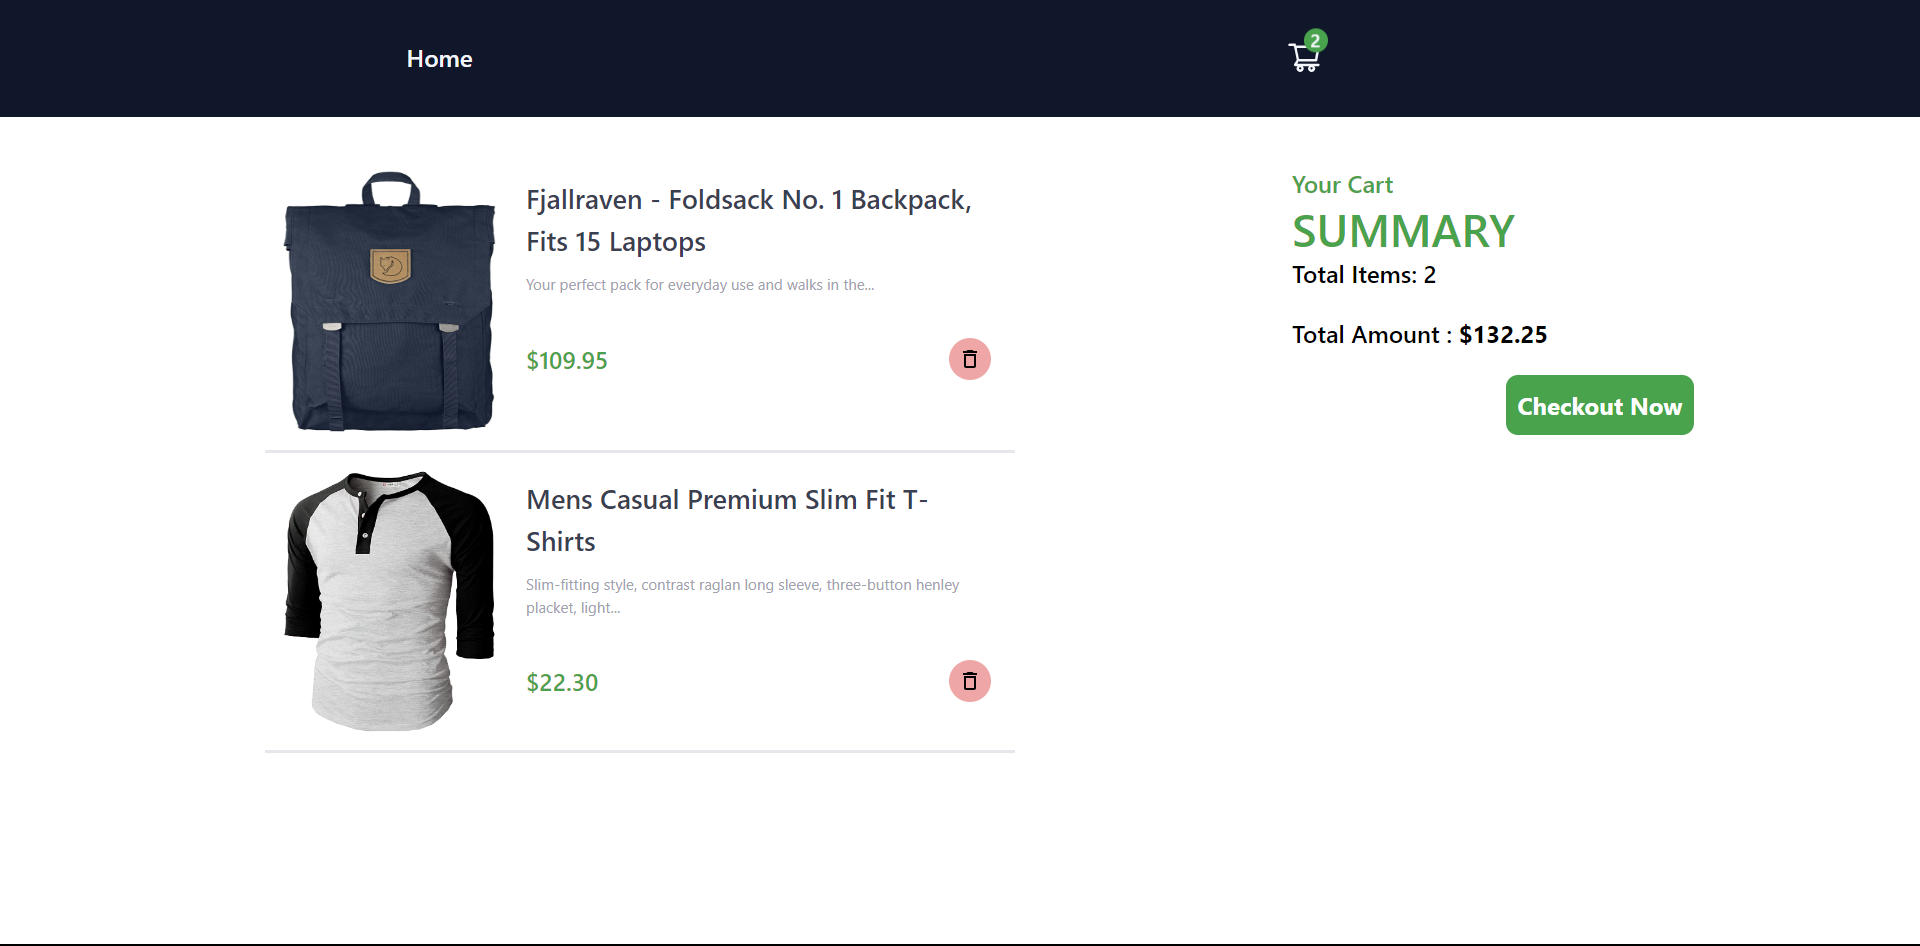 Home
2
Fjallraven - Foldsack No. 1 Backpack,
Fits 15 Laptops
Your perfect pack for everyday use and walks in the...
$109.95
Mens Casual Premium Slim Fit T-
Shirts
Slim-fitting style, contrast raglan long sleeve, three-button henley
placket, light...
$22.30
Your Cart
SUMMARY
Total Items: 2
Total Amount : $132.25
Checkout Now